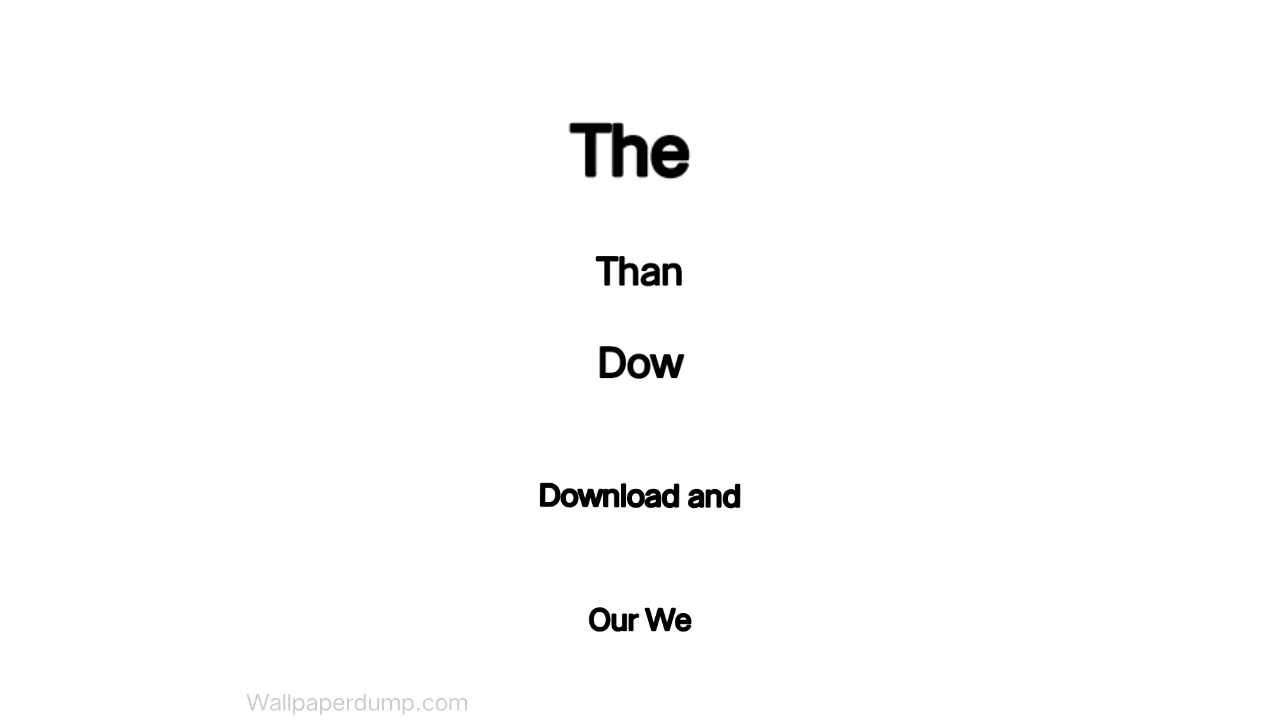 The
Than
Dow
Download and
Our We
Wallpaperdump.com